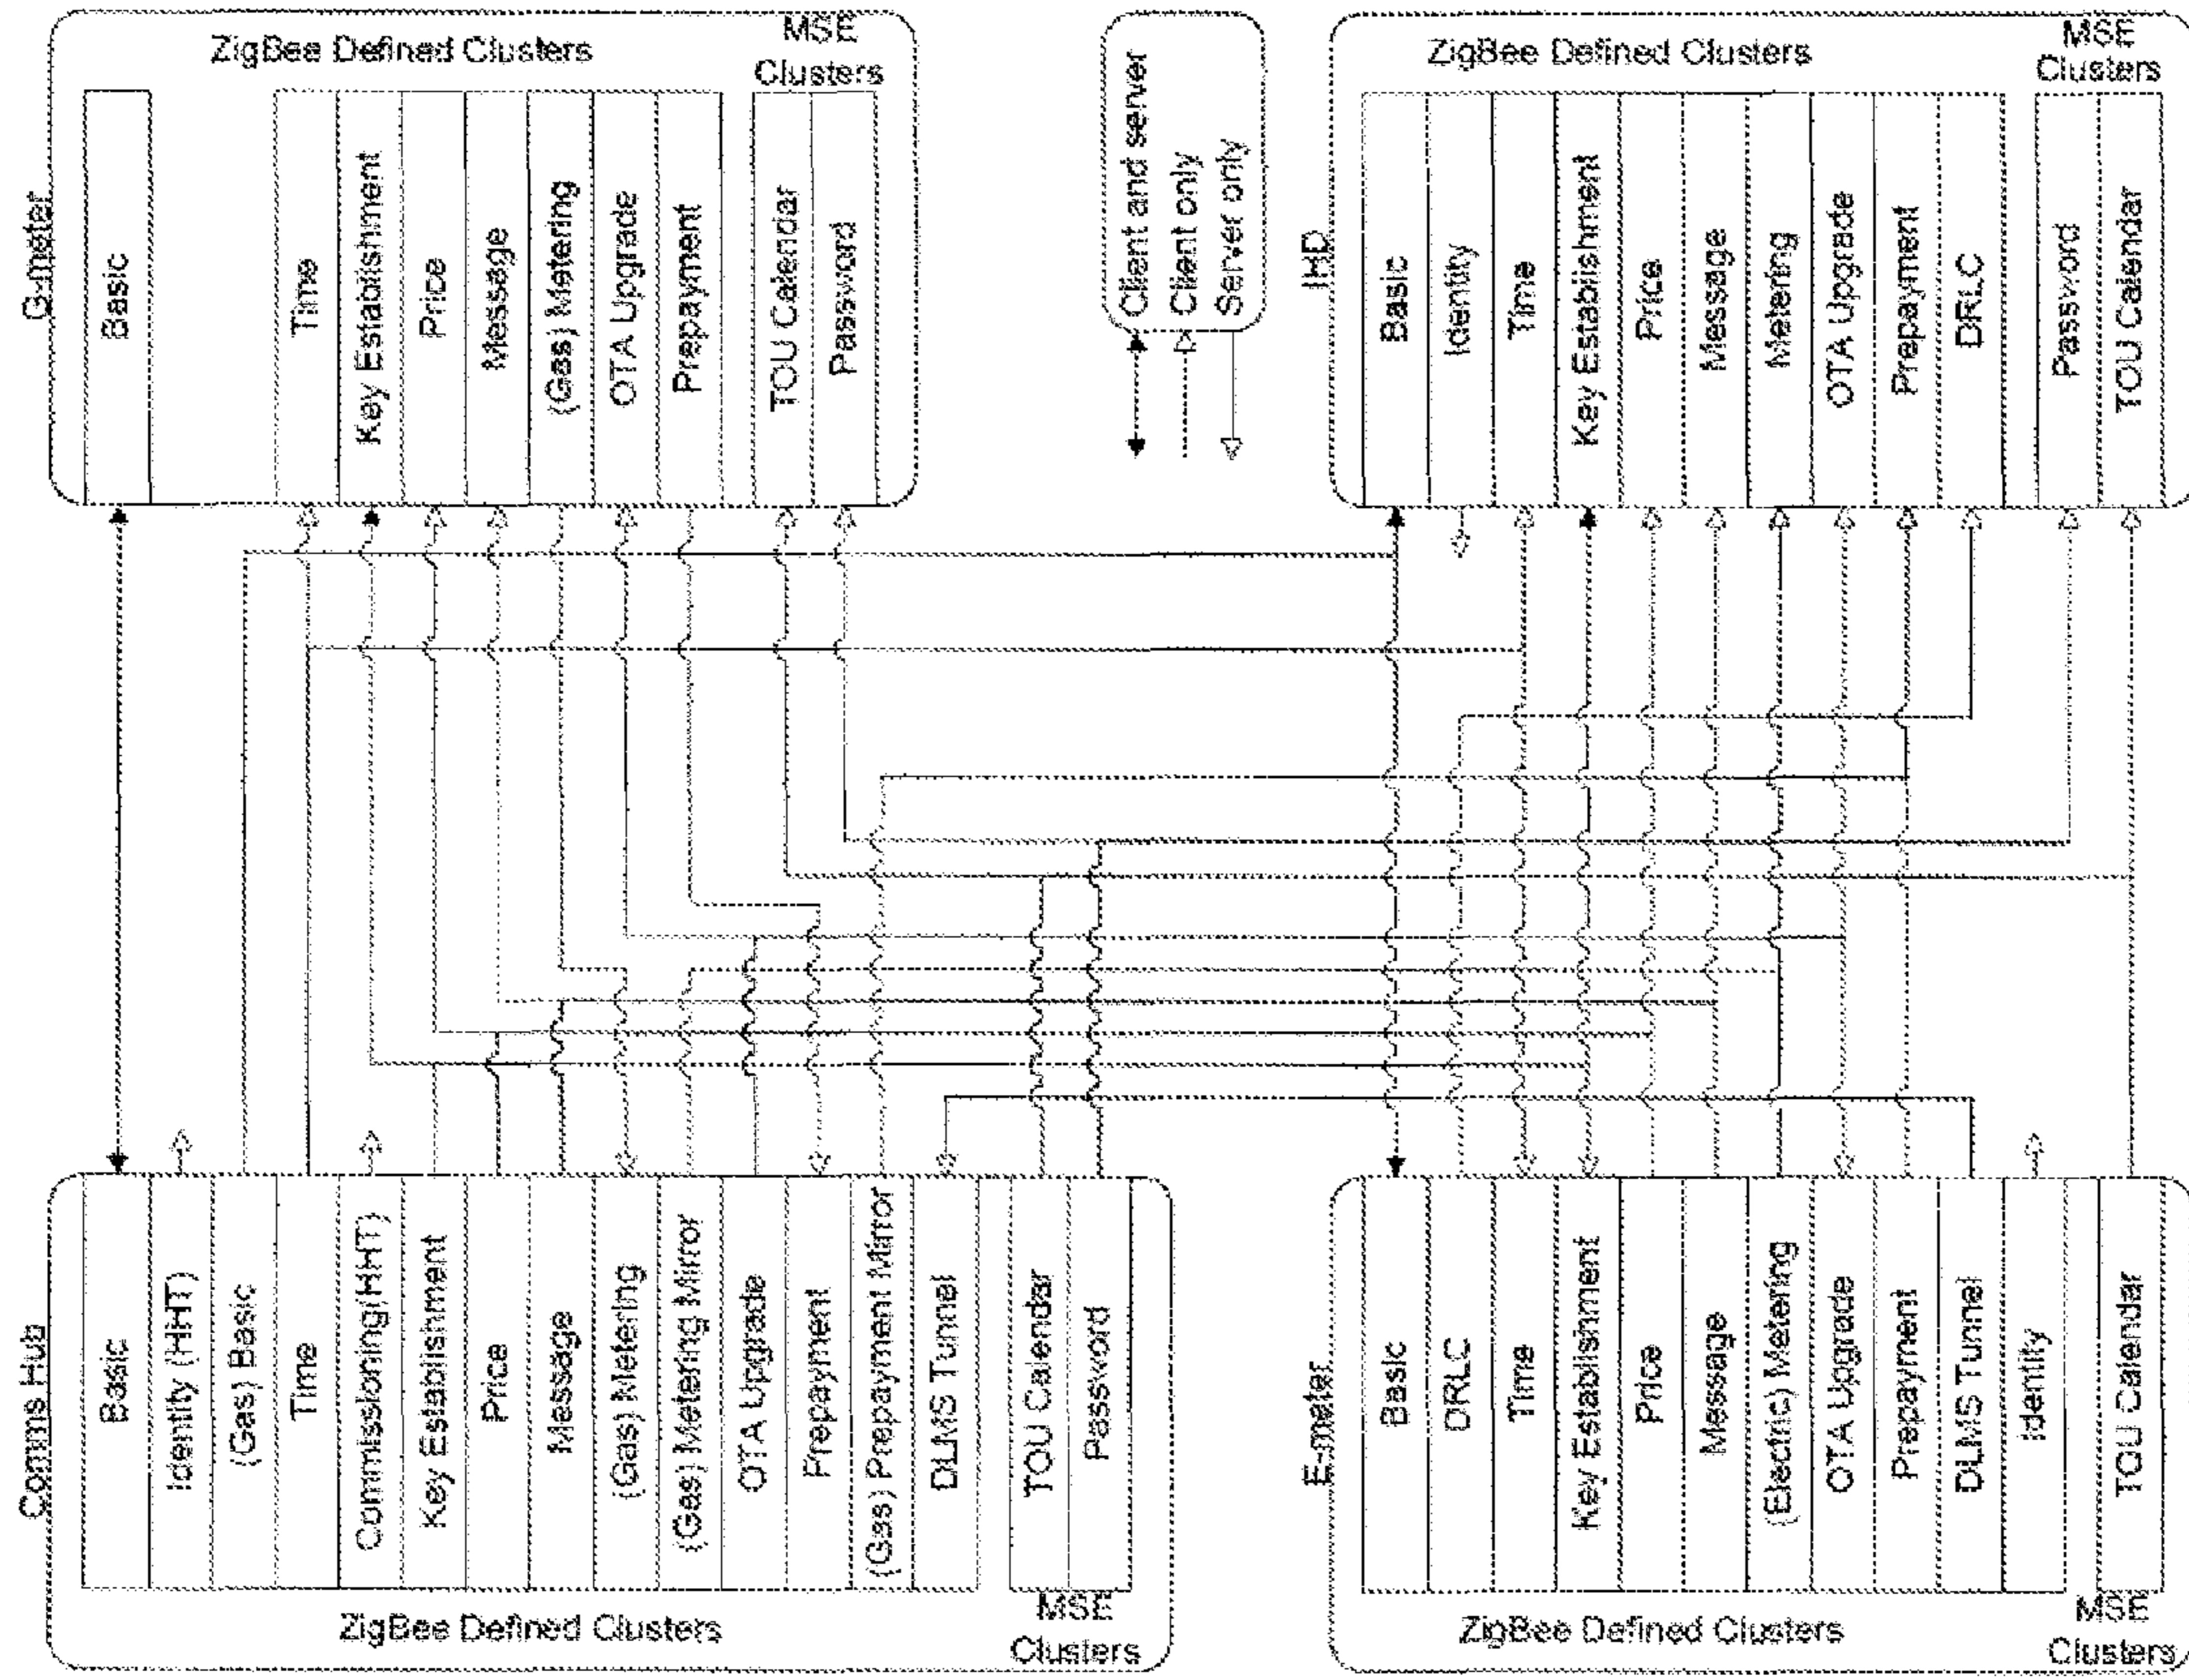 Comms Hub
Basic
Identity (HHT)
(Gas) Basic
Time
Commissioning(HHT)
Key Establishment
Price
Message
(Gas) Metering
(Gas) Metering Mirror
OTA Upgrade
Prepayment
(Gas) Prepayment Mirror
DLMS Tunnel
TOU Calendar
Password
ZigBee Defined Clusters
MSE
Clusters
G-meter
Basic
Time
Key Establishment
Price
Message
(Gas) Metering
OTA Upgrade
Prepayment
TOU Calendar
Password
ZigBee Defined Clusters
MSE
Clusters
Client and server
Client only
Server only
E-meter
Basic
DRLC
Time
Key Establishment
Price
Message
(Electric) Metering
OTA Upgrade
Prepayment
DLMS Tunnel
Identity
TOU Calendar
ZigBee Defined Clusters
MSE
Clusters
IHD
Basic
Identity
Time
Key Establishment
Price
Message
Metering
OTA Upgrade
Prepayment
DRLC
Password
TOU Calendar
ZigBee Defined Clusters
MSE
Clusters